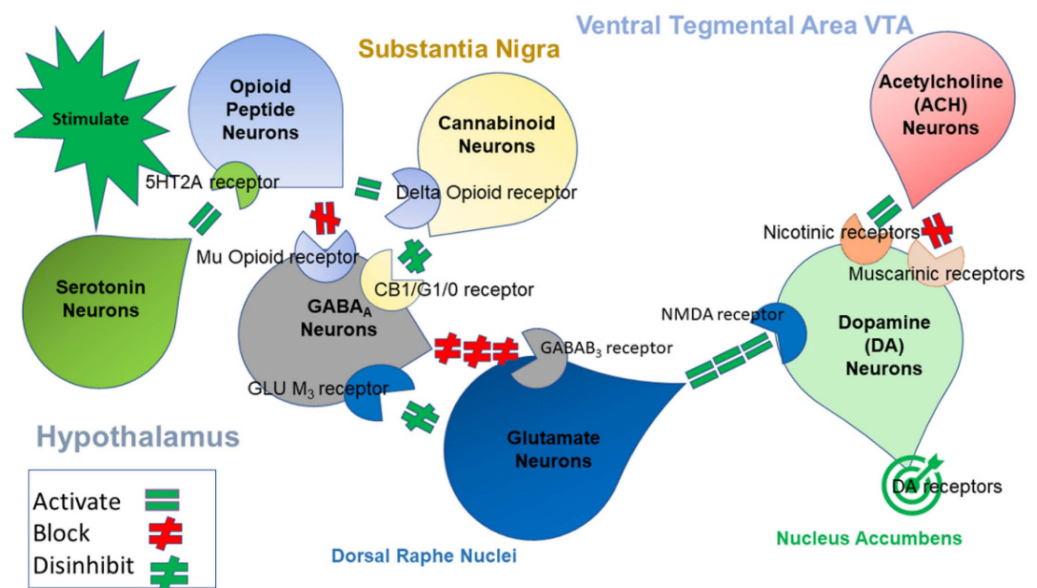 Ventral Tegmental Area VTA
Substantia Nigra
Stimulate
Opioid
Peptide
Neurons
Cannabinoid
Neurons
Acetylcholine
(ACH)
Neurons
5HT2A receptor
Delta Opioid receptor
Mu Opioid receptor
Nicotinic receptors
Muscarinic receptors
Serotonin
Neurons
CB1/G1/0 receptor
GABAA
Neurons
NMDA receptor
Dopamine
(DA)
Neurons
GABAB3 receptor
GLU M3 receptor
Glutamate
Neurons
Hypothalamus
DA receptors
Activate
Block
Disinhibit
Dorsal Raphe Nuclei
Nucleus Accumbens